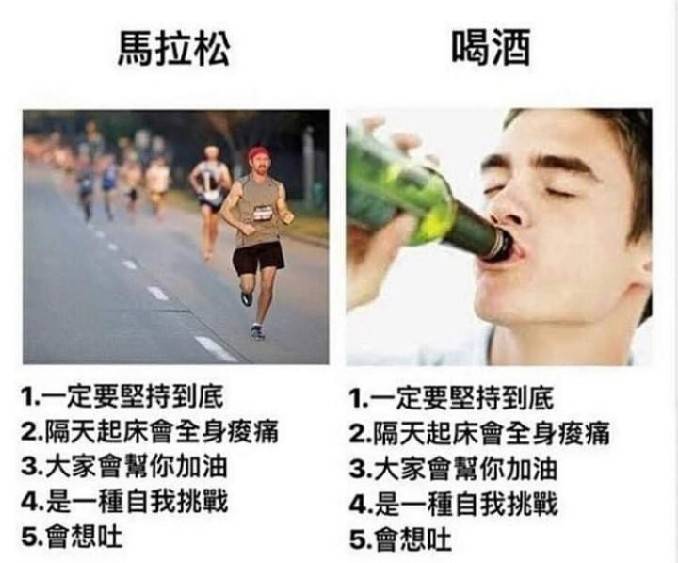 馬拉松
喝酒
1.一定要堅持到底
2.隔天起床會全身痠痛
3.大家會幫你加油
4.是一種自我挑戰
5.會想吐
1.一定要堅持到底
2.隔天起床會全身痠痛
3.大家會幫你加油
4.是一種自我挑戰
5.會想吐